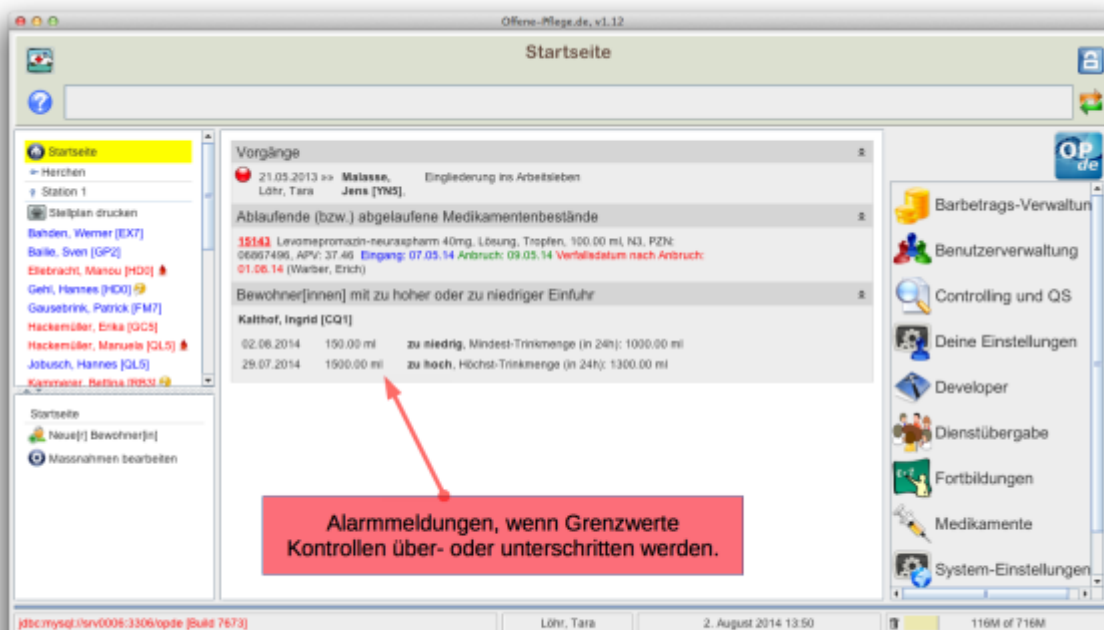 Offene-Pflege.de, v1.12
Startseite
Startseite
Herchen
Station 1
Stellplan drucken
Bahden, Werner [EX7]
Bailie, Sven [GP2]
Ellebracht, Manou [HD0]
Gehl, Hannes [HD0]
Gausebrink, Patrick [FM7]
Hackemüller, Erika [GC5]
Hackemüller, Manuela [QL5]
Jobusch, Hannes [QL5]
Kammerer, Bettina [RB3]
Startseite
Neue[r] Bewohner[in]
Massnahmen bearbeiten
Vorgänge
21.05.2013 »» Malasse, Eingliederung ins Arbeitsleben
Löhr, Tara Jens [YN5],
Ablaufende (bzw.) abgelaufene Medikamentenbestände
15143 Levomepromazin-neuraxpharm 40mg, Lösung, Tropfen, 100.00 ml, N3, PZN:
06867496, APV: 37.46 Eingang: 07.05.14 Anbruch: 09.05.14 Verfallsdatum nach Anbruch:
01.08.14 (Warber, Erich)
Bewohner[innen] mit zu hoher oder zu niedriger Einfuhr
Kalthof, Ingrid [CQ1]
02.08.2014 150.00 ml zu niedrig, Mindest-Trinkmenge (in 24h): 1000.00 ml
29.07.2014 1500.00 ml zu hoch, Höchst-Trinkmenge (in 24h): 1300.00 ml
Alarmmeldungen, wenn Grenzwerte
Kontrollen über- oder unterschritten werden.
OP
de
Barbetrags-Verwaltun
Benutzerverwaltung
Controlling und QS
Deine Einstellungen
Developer
Dienstübergabe
Fortbildungen
Medikamente
System-Einstellungen
jdbc:mysql://srv0006:3306/opde [Build 7673]
Löhr, Tara
2. August 2014 13:50
116M of 716M